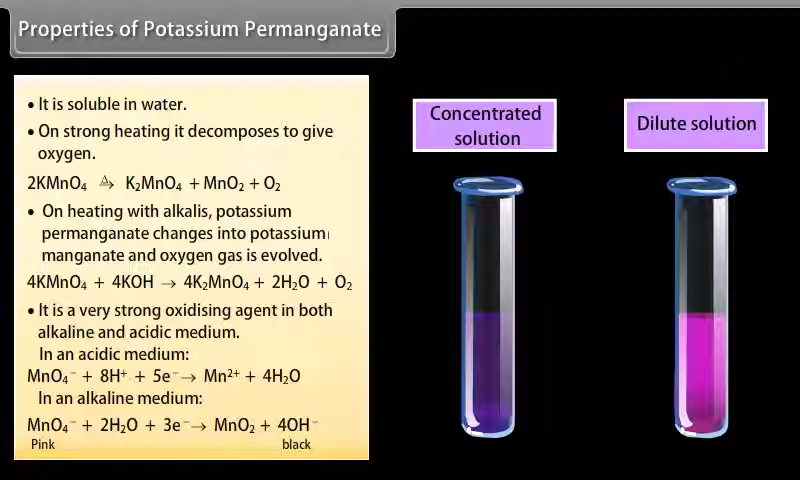 Properties of Potassium Permanganate
• It is soluble in water.
• On strong heating it decomposes to give
oxygen.
2KMnO₄ →^Δ K₂MnO₄ + MnO₂ + O₂
• On heating with alkalis, potassium
permanganate changes into potassium
manganate and oxygen gas is evolved.
4KMnO₄ + 4KOH → 4K₂MnO₄ + 2H₂O + O₂
• It is a very strong oxidising agent in both
alkaline and acidic medium.
In an acidic medium:
MnO₄⁻ + 8H⁺ + 5e⁻ → Mn²⁺ + 4H₂O
In an alkaline medium:
MnO₄⁻ + 2H₂O + 3e⁻ → MnO₂ + 4OH⁻
Pink black
Concentrated
solution
Dilute solution